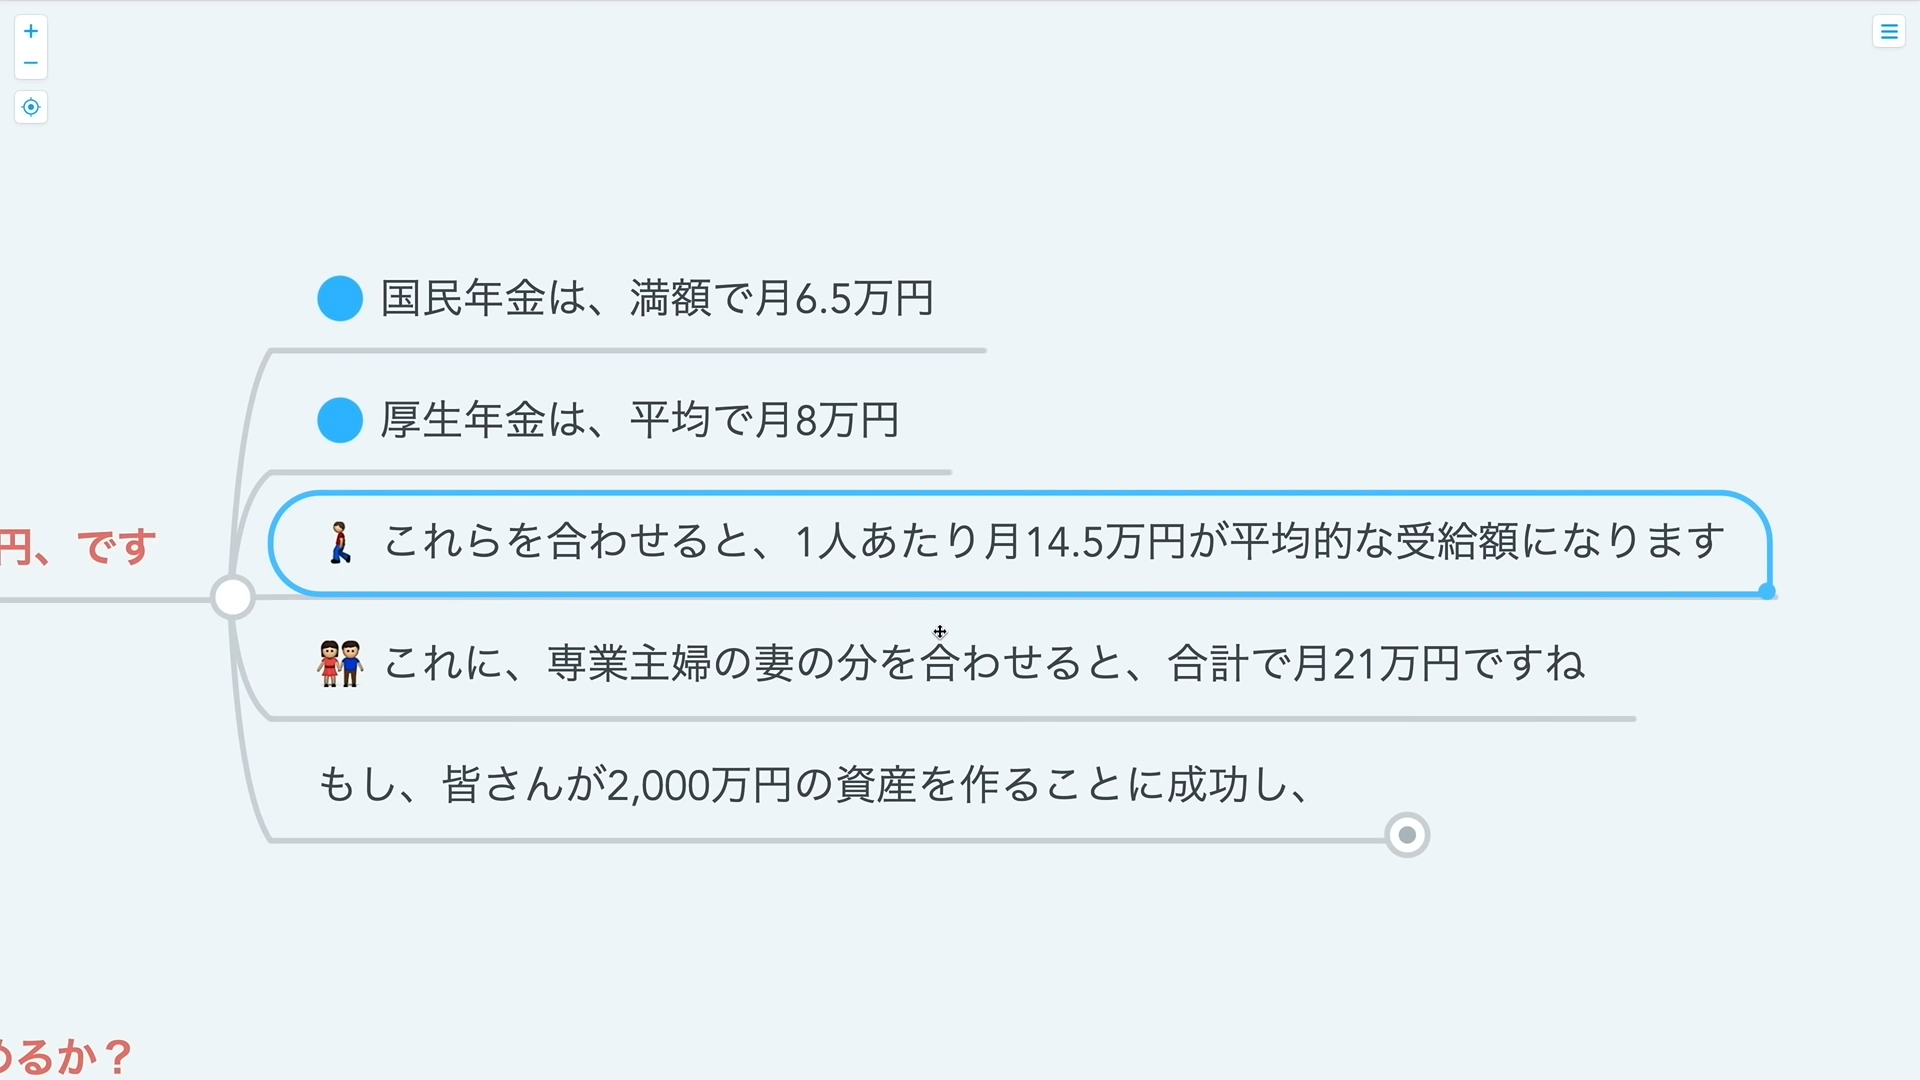 国民年金は、満額で月6.5万円
厚生年金は、平均で月8万円
円、です
これらを合わせると、1人あたり月14.5万円が平均的な受給額になります
これに、専業主婦の妻の分を合わせると、合計で月21万円ですね
もし、皆さんが2,000万円の資産を作ることに成功し、
るか？